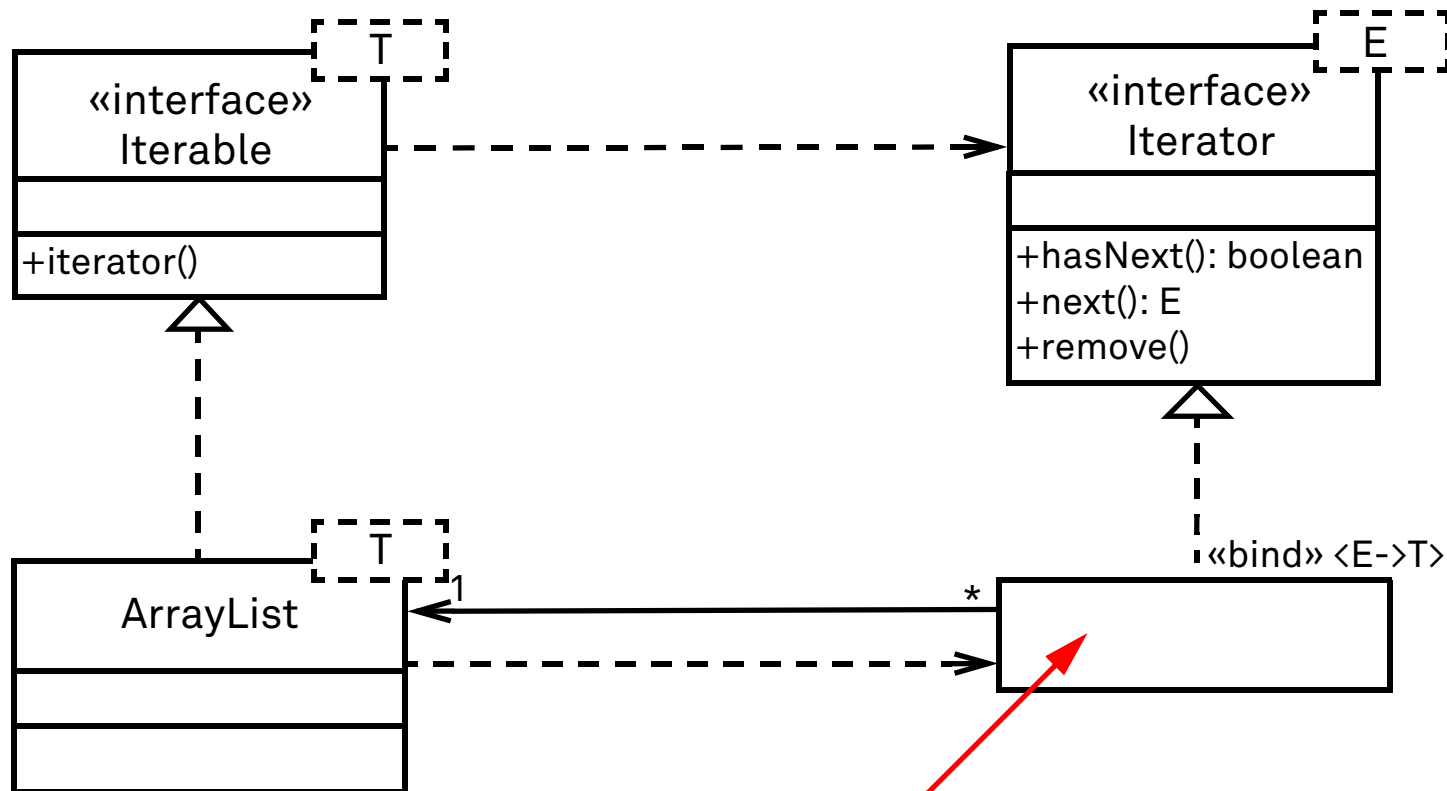 T
«interface»
Iterable
+iterator()
E
«interface»
Iterator
+hasNext(): boolean
+next(): E
+remove()
T
ArrayList
1
*
«bind» <E->T>